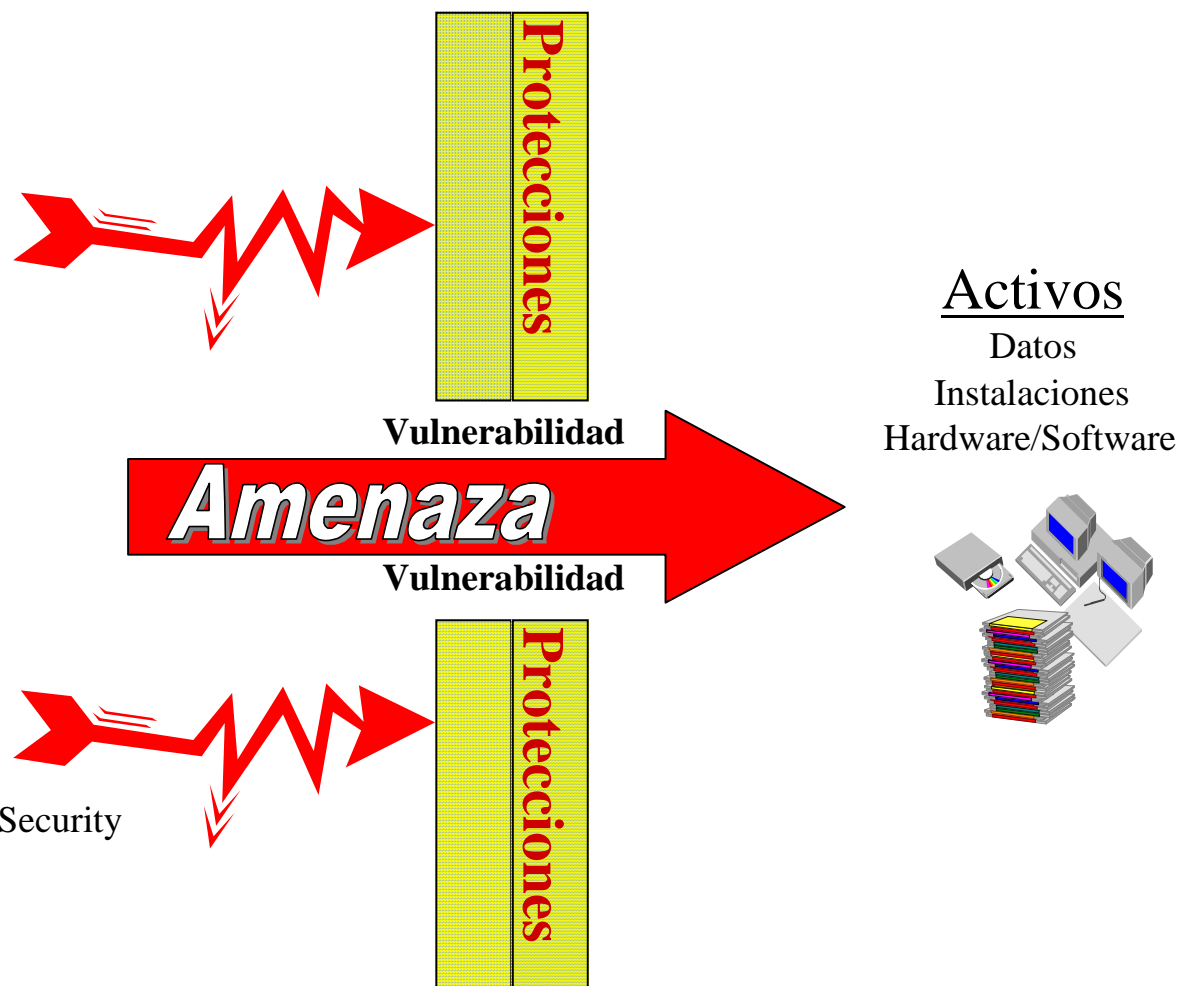 Protecciones
Activos
Datos
Instalaciones
Hardware/Software
Vulnerabilidad
Amenaza
Vulnerabilidad
Protecciones
Security